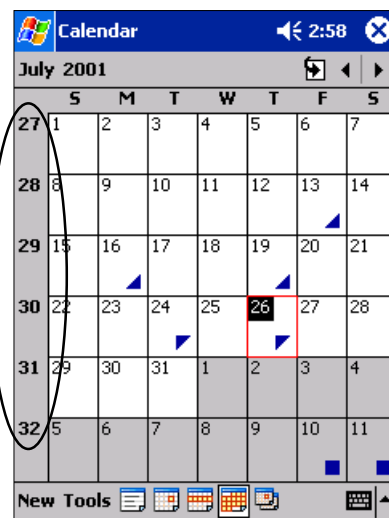 Calendar 2:58
July 2001
S M T W T F S
27 1 2 3 4 5 6 7
28 8 9 10 11 12 13 14
29 15 16 17 18 19 20 21
30 22 23 24 25 26 27 28
31 29 30 31 1 2 3 4
32 5 6 7 8 9 10 11
New Tools